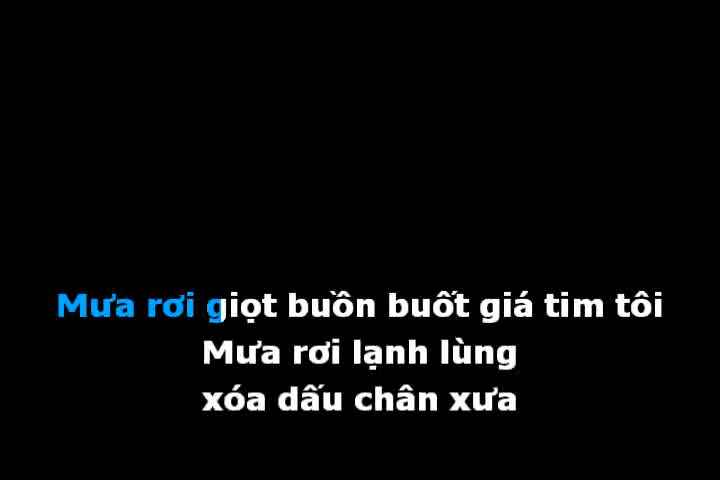 Mưa rơi giọt buồn buốt giá tim tôi
Mưa rơi lạnh lùng
xóa dấu chân xưa